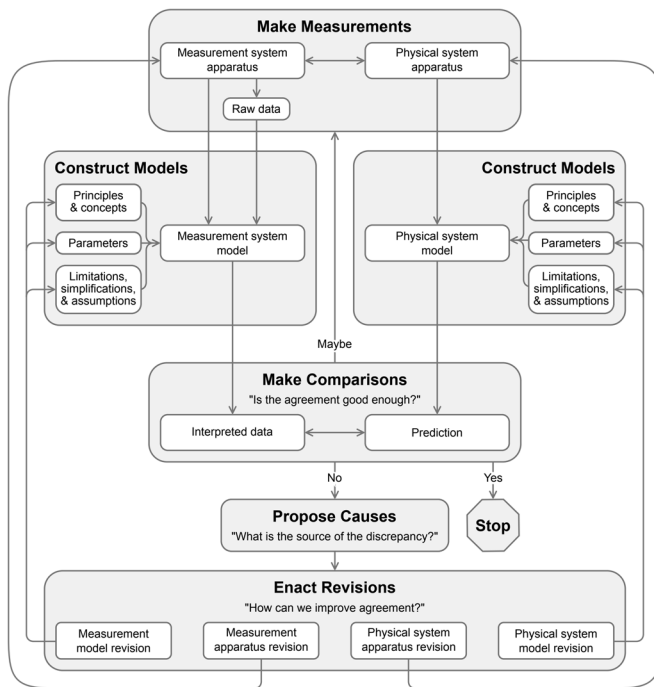 Make Measurements
Measurement system
apparatus
Physical system
apparatus
Raw data
Construct Models
Principles
& concepts
Parameters
Limitations,
simplifications,
& assumptions
Measurement system
model
Construct Models
Physical system
model
Principles
& concepts
Parameters
Limitations,
simplifications,
& assumptions
Maybe
Make Comparisons
"Is the agreement good enough?"
Interpreted data
Prediction
No
Yes
Propose Causes
"What is the source of the discrepancy?"
Stop
Enact Revisions
"How can we improve agreement?"
Measurement
model revision
Measurement
apparatus revision
Physical system
apparatus revision
Physical system
model revision